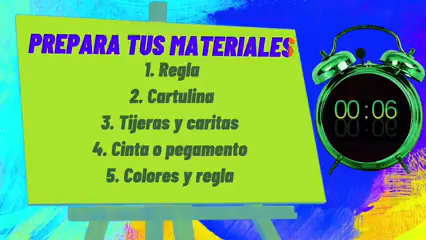 PREPARA TUS MATERIALES
1. Regla
2. Cartulina
3. Tijeras y caritas
4. Cinta o pegamento
5. Colores y regla
00:06